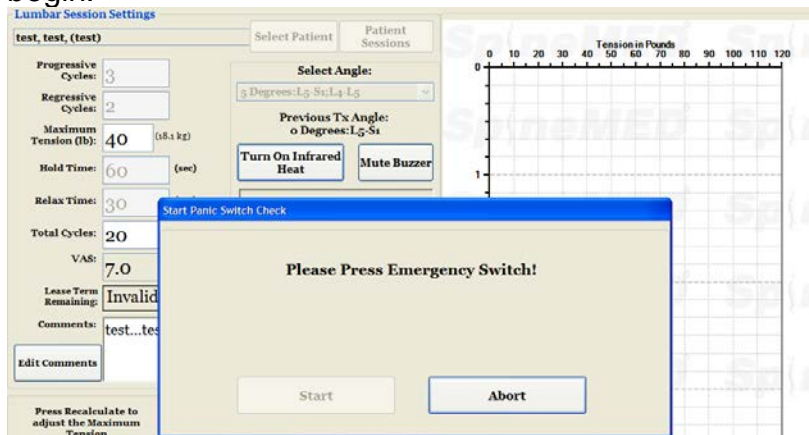 begin.
Lumbar Session Settings
test, test, (test)
Select Patient
Patient
Sessions
Progressive
Cycles:
3
Regressive
Cycles:
2
Maximum
Tension (lb):
40
(18.1 kg)
Hold Time:
60
(sec)
Relax Time:
30
Total Cycles:
20
VAS:
7.0
Lease Term
Remaining:
Invalid
Comments:
test...tes
Edit Comments
Press Recalculate to
adjust the Maximum
Tension
Select Angle:
5 Degrees:L5-S1;L4-L5
Previous Tx Angle:
0 Degrees:L5-S1
Turn On Infrared
Heat
Mute Buzzer
Tension in Pounds
0 10 20 30 40 50 60 70 80 90 100 110 120
0
1
SpineMED
Start Panic Switch Check
Please Press Emergency Switch!
Start
Abort